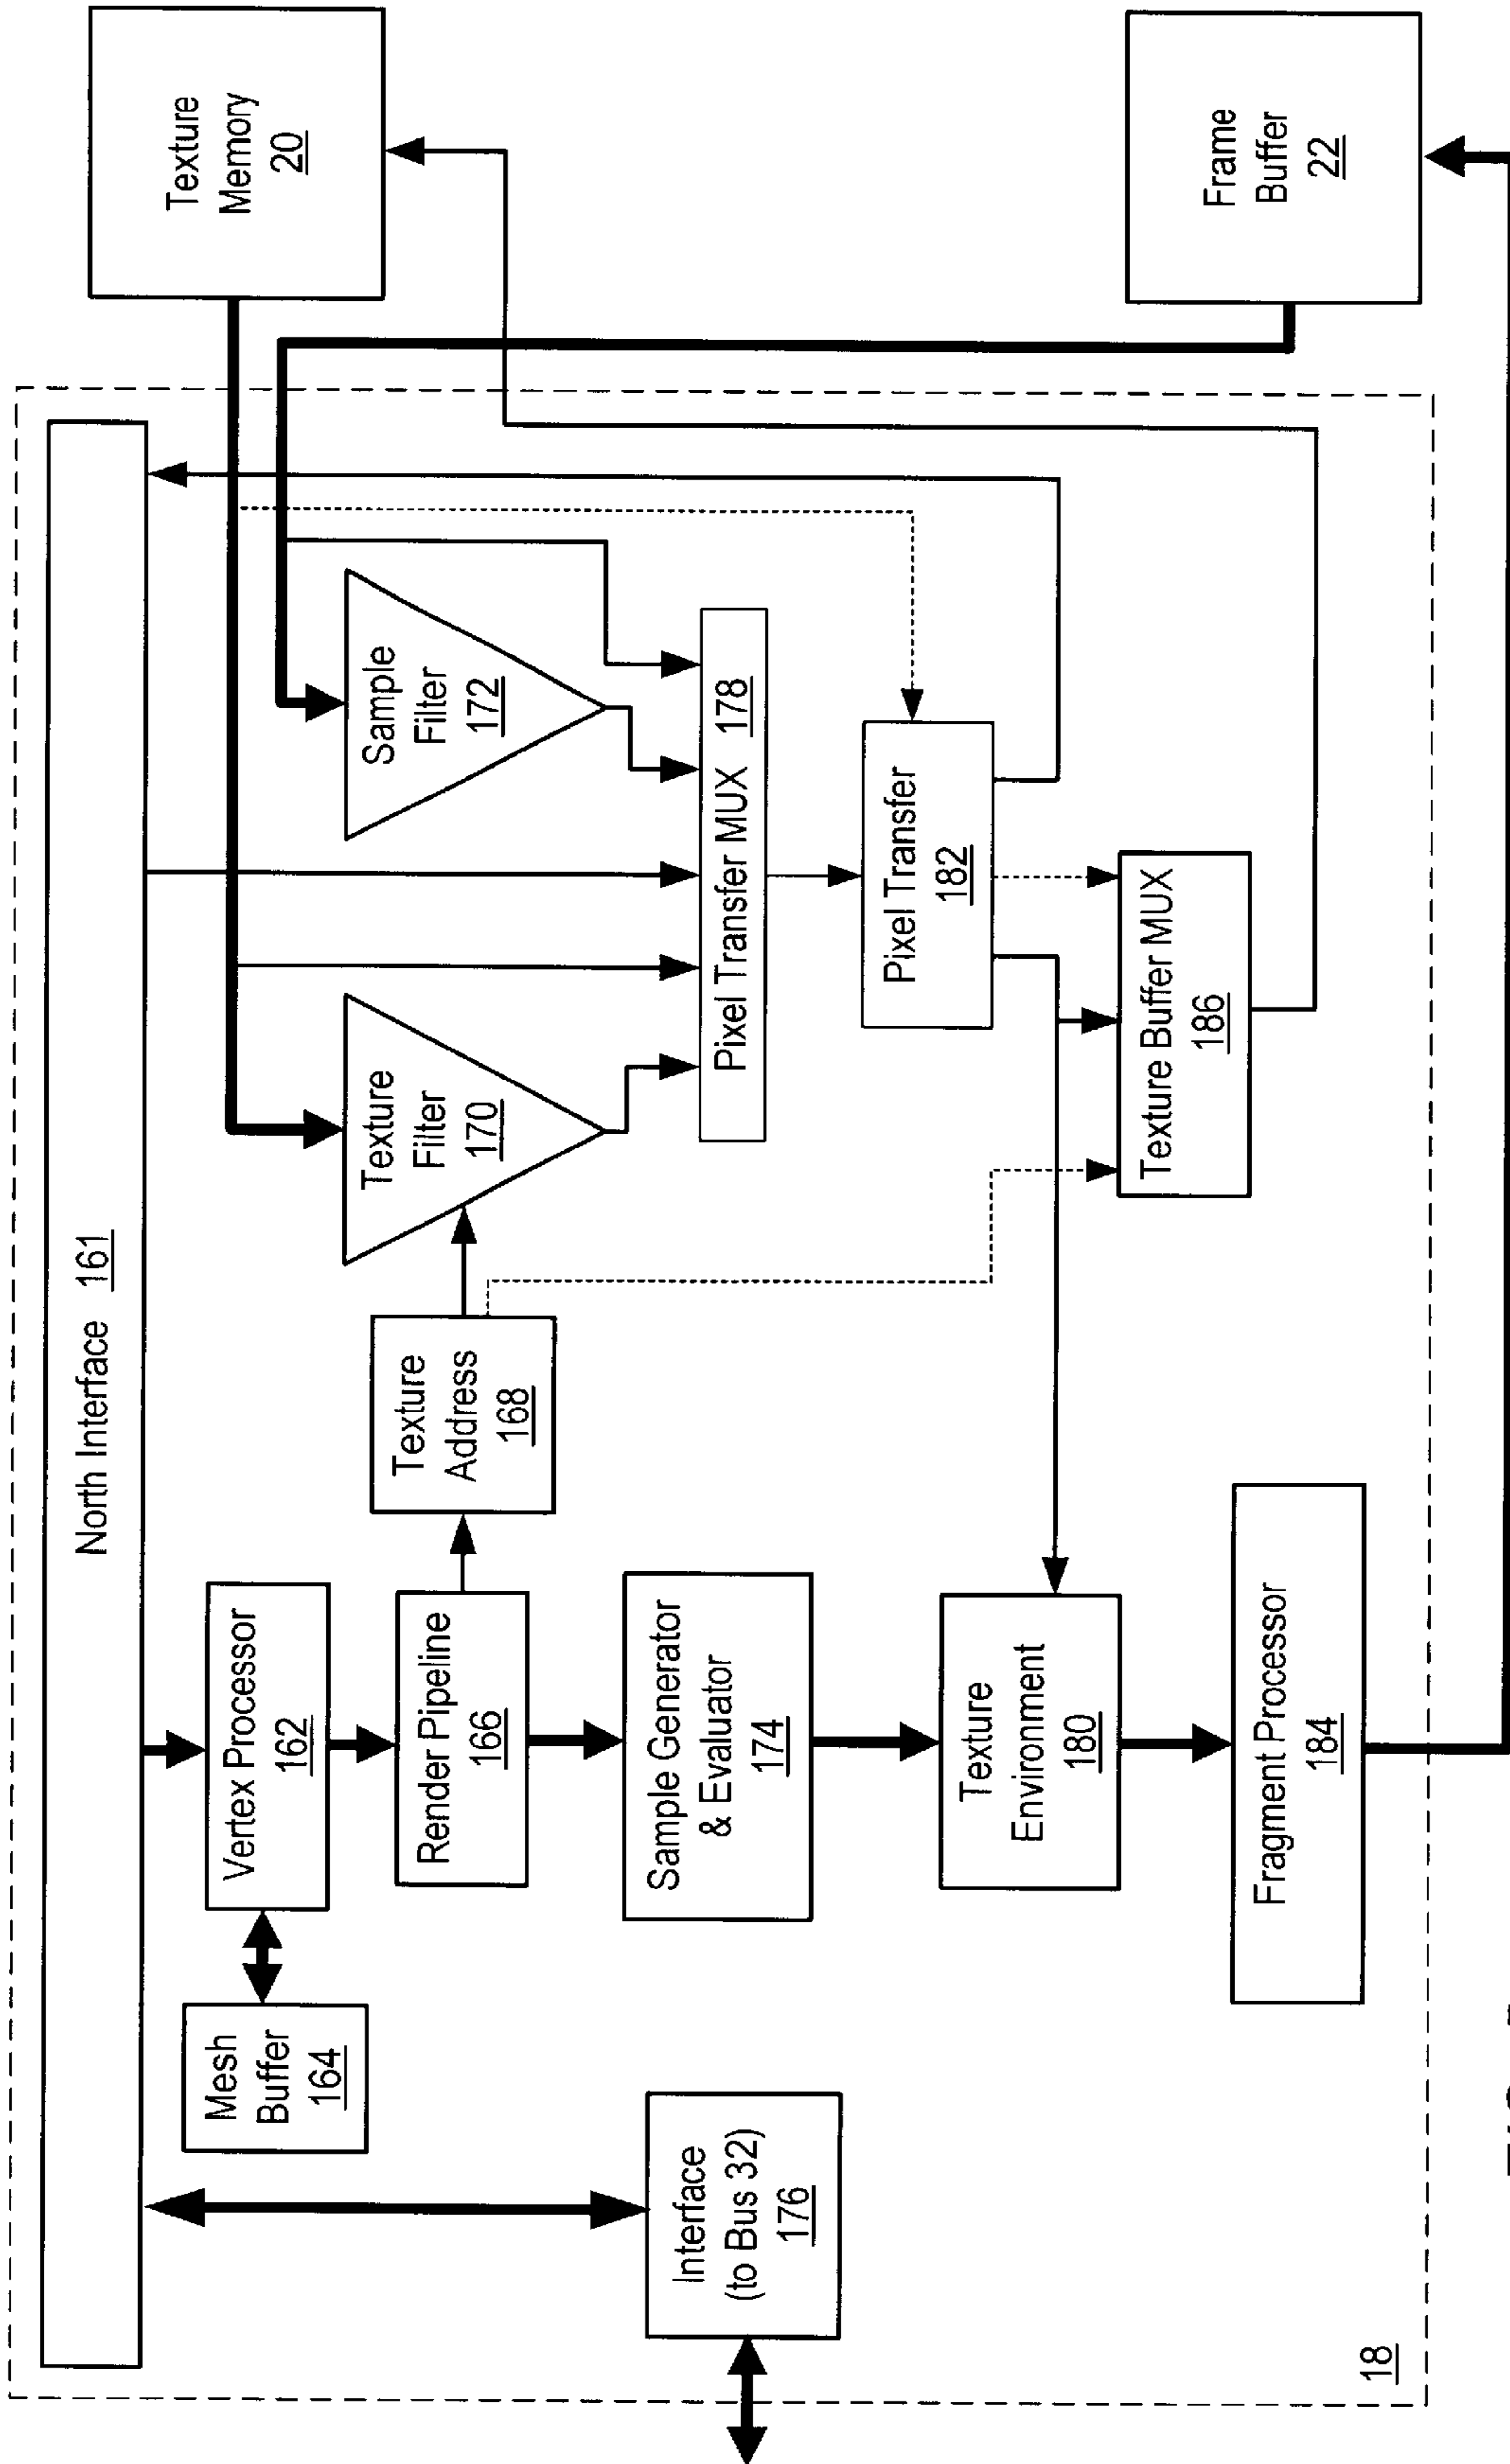 North Interface 161
Mesh
Buffer
164
Vertex Processor
162
Render Pipeline
166
Texture
Address
168
Texture
Filter
170
Sample
Filter
172
Texture
Memory
20
Interface
(to Bus 32)
176
Sample Generator
& Evaluator
174
Pixel Transfer MUX 178
Pixel Transfer
182
Texture
Environment
180
Texture Buffer MUX
186
Fragment Processor
184
Frame
Buffer
22
18